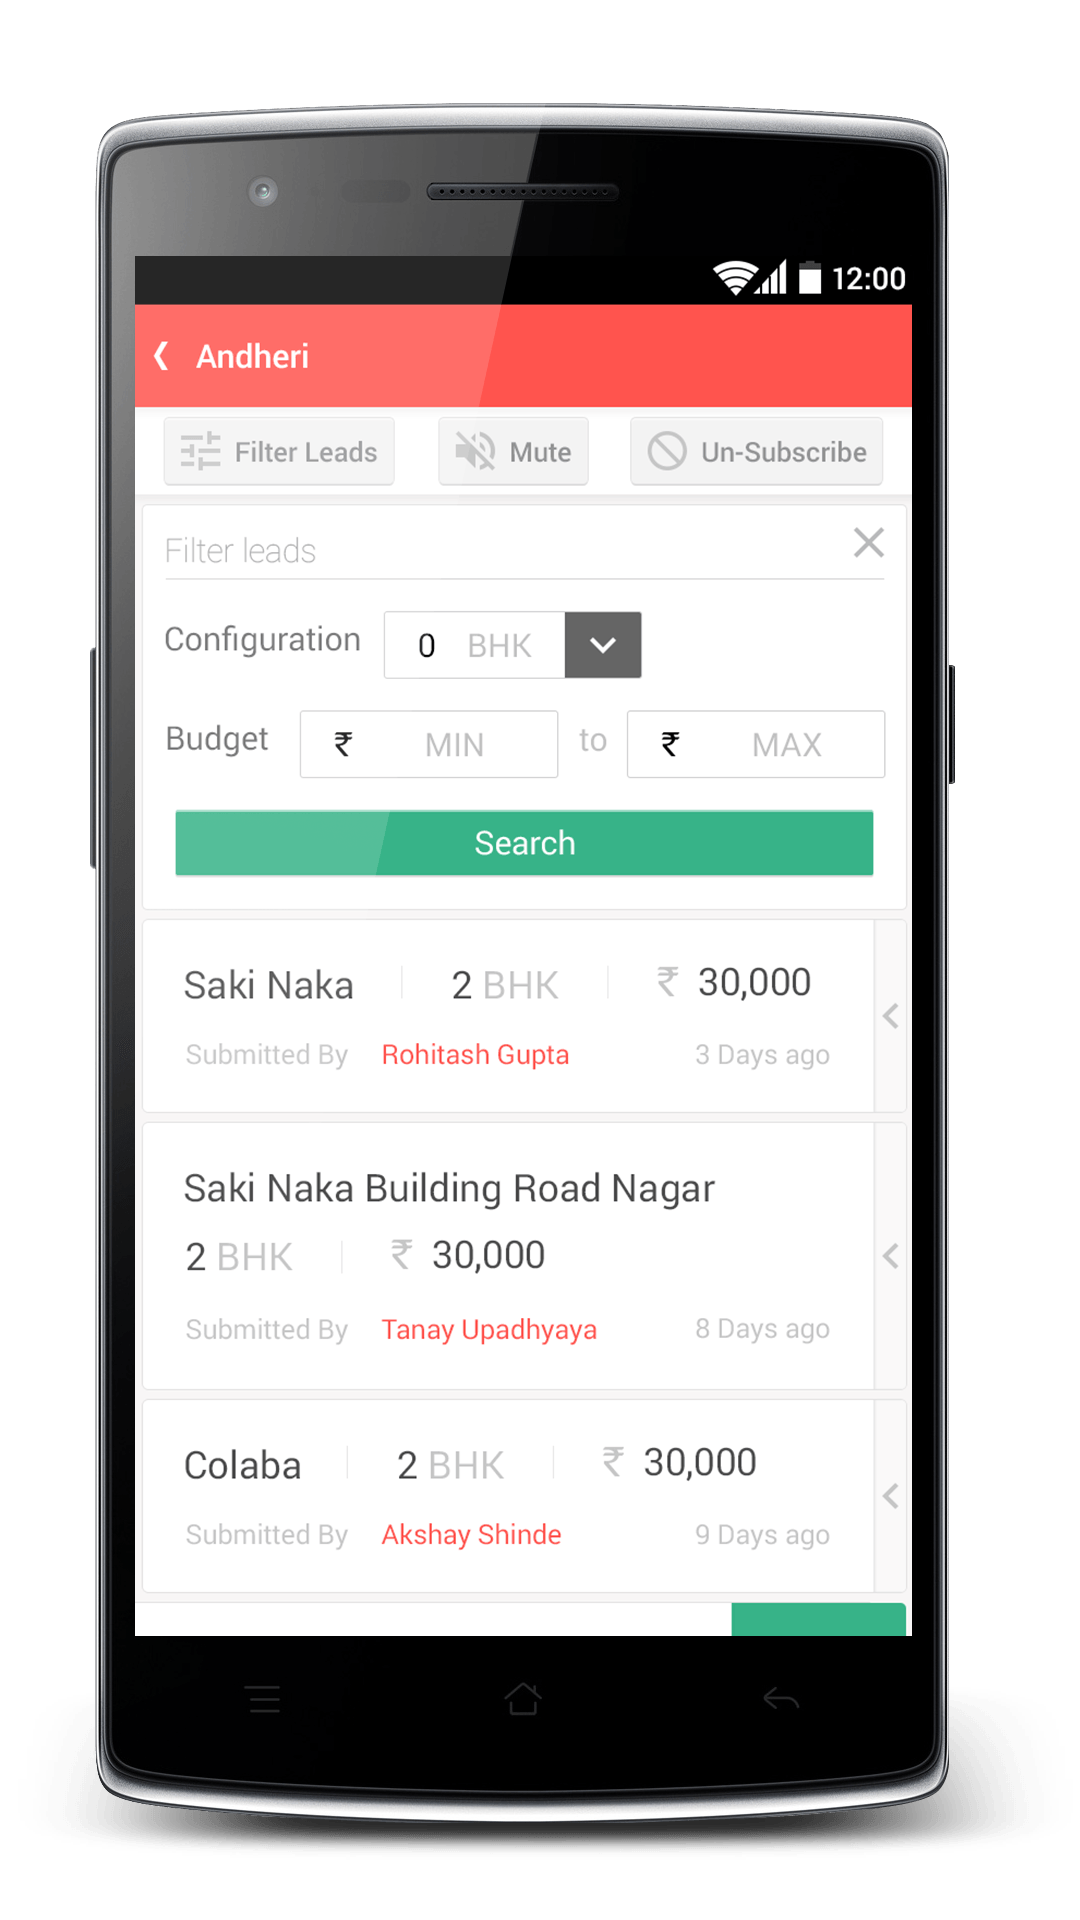 12:00
Andheri
Filter Leads Mute Un-Subscribe
Filter leads
Configuration 0 BHK
Budget ₹ MIN to ₹ MAX
Search
Saki Naka 2 BHK ₹ 30,000
Submitted By Rohitash Gupta 3 Days ago
Saki Naka Building Road Nagar
2 BHK ₹ 30,000
Submitted By Tanay Upadhyaya 8 Days ago
Colaba 2 BHK ₹ 30,000
Submitted By Akshay Shinde 9 Days ago